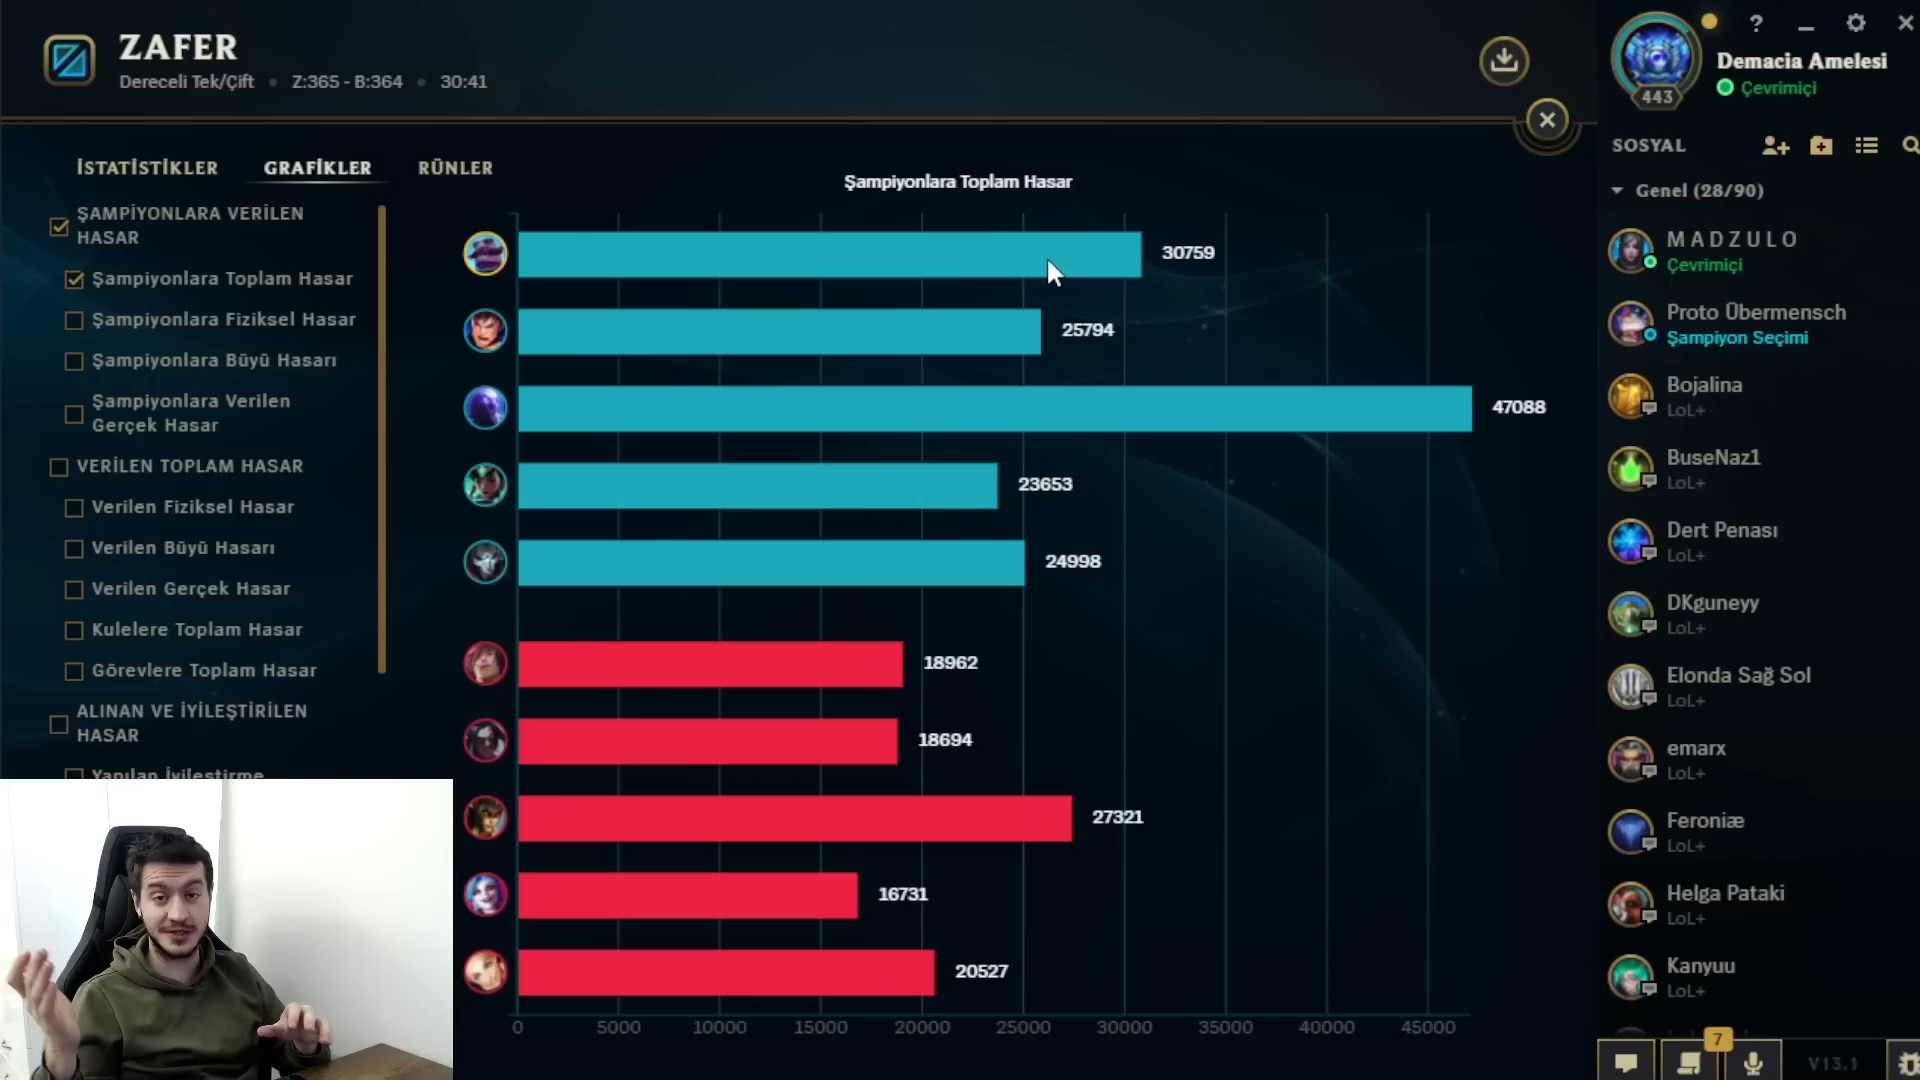 ZAFER
Dereceli Tek/Çift • Z:365 - B:364 • 30:41
İSTATİSTİKLER GRAFİKLER RÜNLER
ŞAMPİYONLARA VERİLEN
HASAR
Şampiyonlara Toplam Hasar
Şampiyonlara Fiziksel Hasar
Şampiyonlara Büyü Hasarı
Şampiyonlara Verilen
Gerçek Hasar
VERİLEN TOPLAM HASAR
Verilen Fiziksel Hasar
Verilen Büyü Hasarı
Verilen Gerçek Hasar
Kulelere Toplam Hasar
Görevlere Toplam Hasar
ALINAN VE İYİLEŞTİRİLEN
HASAR
Yapılan İyileştirme
Şampiyonlara Toplam Hasar
30759
25794
47088
23653
24998
18962
18694
27321
16731
20527
0 5000 10000 15000 20000 25000 30000 35000 40000 45000
?
443
Demacia Amelesi
Çevrimiçi
SOSYAL
Genel (28/90)
M A D Z U L O
Çevrimiçi
Proto Übermensch
Şampiyon Seçimi
Bojalina
LoL+
BuseNaz1
LoL+
Dert Penası
LoL+
DKguneyy
LoL+
Elonda Sağ Sol
LoL+
emarx
LoL+
Feroniæ
LoL+
Helga Pataki
LoL+
Kanyuu
LoL+
7
V13.1